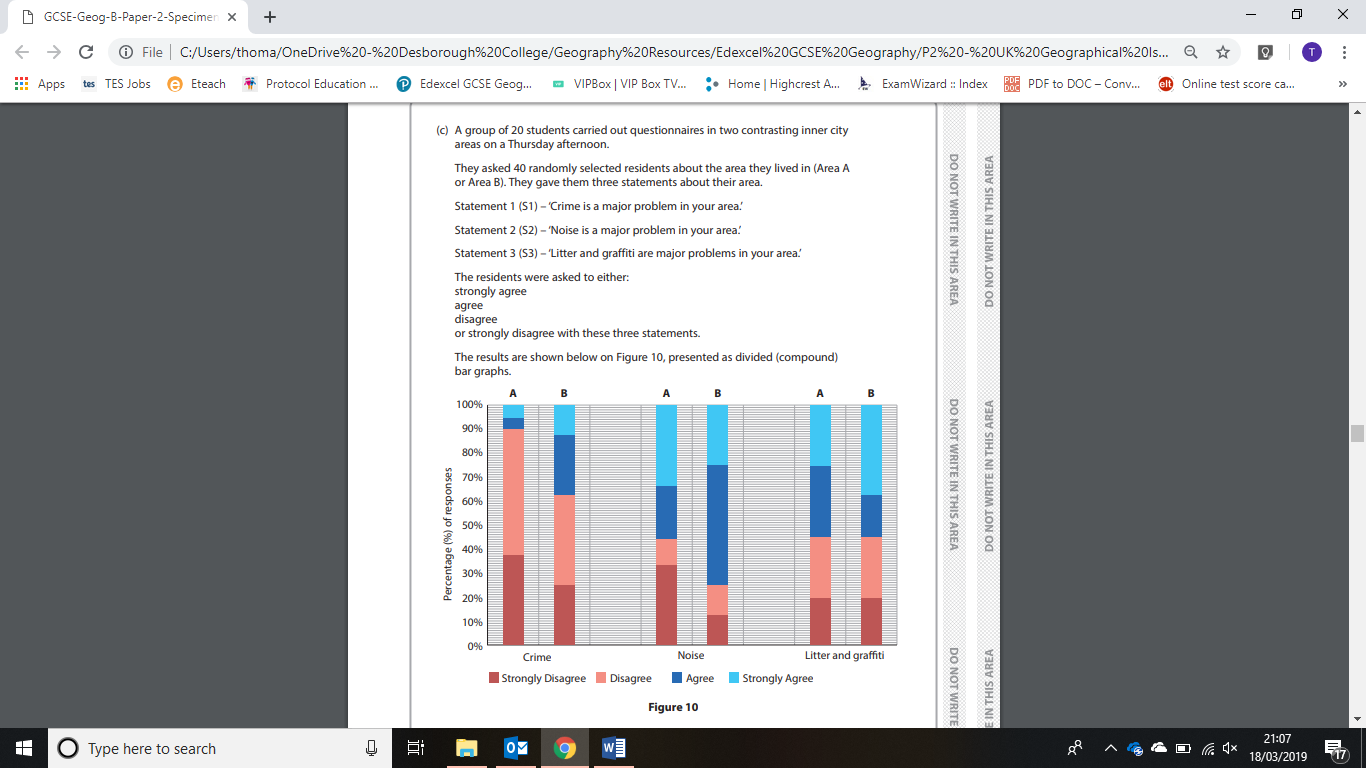 GCSE-Geog-B-Paper-2-Specimen
File
C:/Users/thoma/OneDrive%20-%20Desborough%20College/Geography%20Resources/Edexcel%20GCSE%20Geography/P2%20-%20UK%20Geographical%20Is...
T
Apps
tes TES Jobs
e Eteach
Protocol Education ...
Edexcel GCSE Geog...
VIPBox | VIP Box TV...
Home | Highcrest A...
ExamWizard :: Index
PDF DOC PDF to DOC – Conv...
elt Online test score ca...
»
(c) A group of 20 students carried out questionnaires in two contrasting inner city
areas on a Thursday afternoon.
They asked 40 randomly selected residents about the area they lived in (Area A
or Area B). They gave them three statements about their area.
Statement 1 (S1) – ‘Crime is a major problem in your area.’
Statement 2 (S2) – ‘Noise is a major problem in your area.’
Statement 3 (S3) – ‘Litter and graffiti are major problems in your area.’
The residents were asked to either:
strongly agree
agree
disagree
or strongly disagree with these three statements.
The results are shown below on Figure 10, presented as divided (compound)
bar graphs.
A B A B A B
100%
90%
80%
70%
60%
50%
40%
30%
20%
10%
0%
Percentage (%) of responses
Crime Noise Litter and graffiti
Strongly Disagree Disagree Agree Strongly Agree
Figure 10
DO NOT WRITE IN THIS AREA
DO NOT WRITE IN THIS AREA
DO NOT WRITE IN THIS AREA
DO NOT WRITE IN THIS AREA
DO NOT WRITE
E IN THIS AREA
Type here to search
21:07
18/03/2019
17